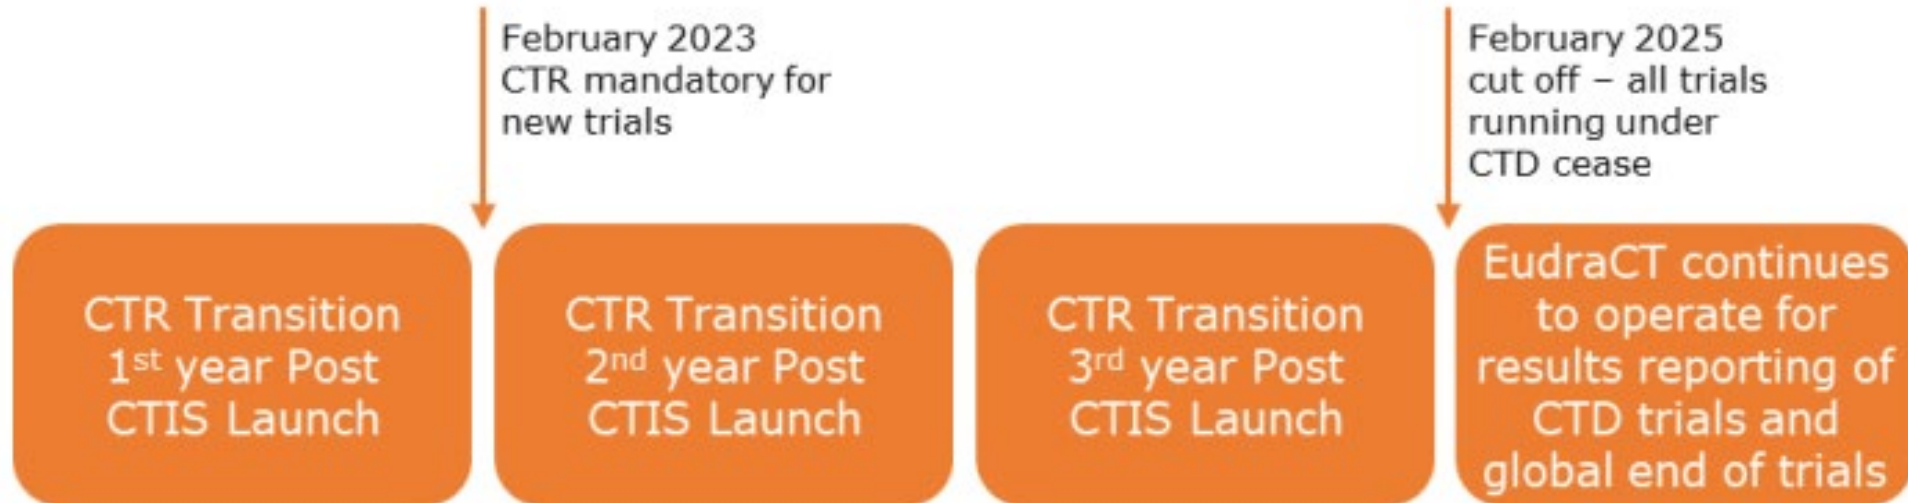 February 2023
CTR mandatory for
new trials
February 2025
cut off – all trials
running under
CTD cease
CTR Transition
1st year Post
CTIS Launch
CTR Transition
2nd year Post
CTIS Launch
CTR Transition
3rd year Post
CTIS Launch
EudraCT continues
to operate for
results reporting of
CTD trials and
global end of trials